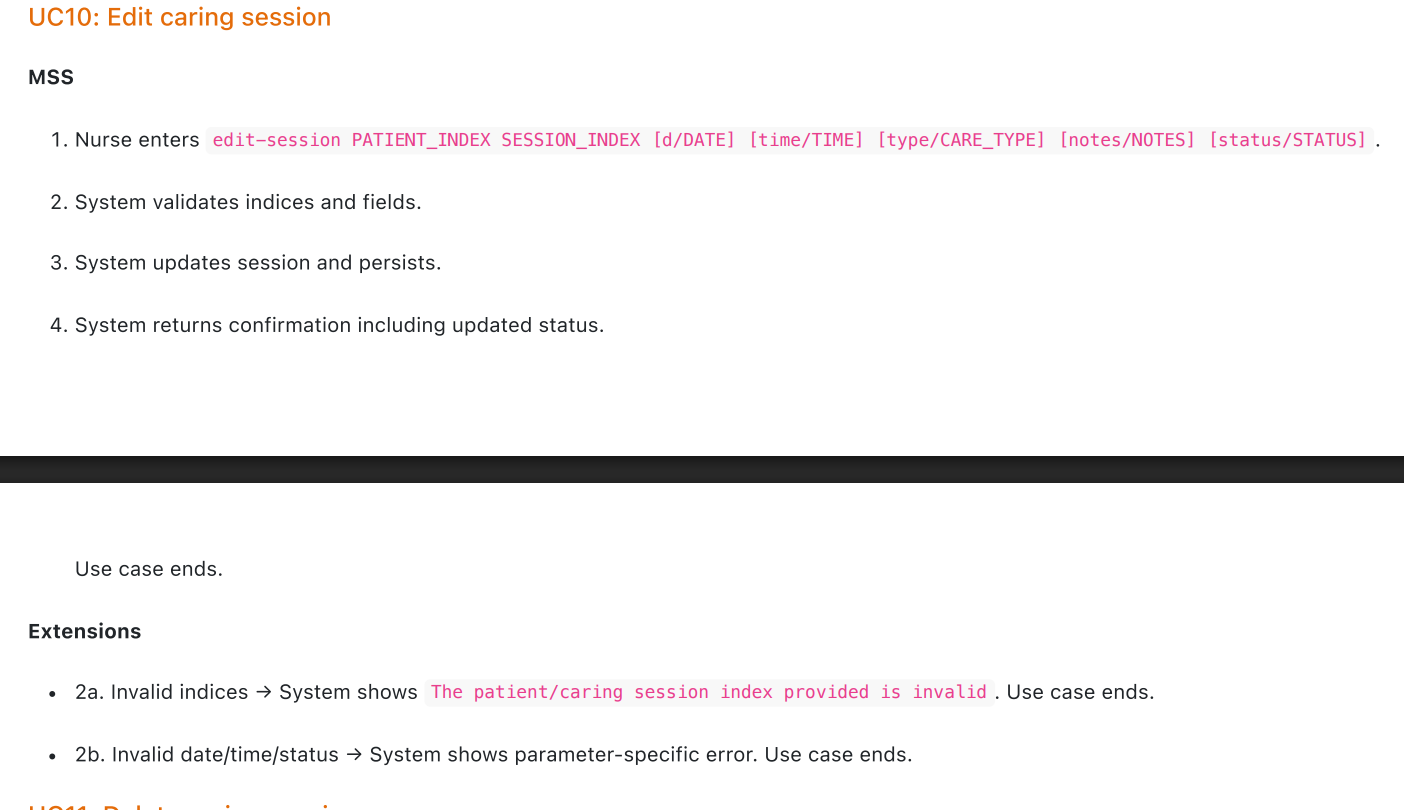 UC10: Edit caring session
MSS
1. Nurse enters edit-session PATIENT_INDEX SESSION_INDEX [d/DATE] [time/TIME] [type/CARE_TYPE] [notes/NOTES] [status/STATUS] .
2. System validates indices and fields.
3. System updates session and persists.
4. System returns confirmation including updated status.
Use case ends.
Extensions
• 2a. Invalid indices → System shows The patient/caring session index provided is invalid . Use case ends.
• 2b. Invalid date/time/status → System shows parameter-specific error. Use case ends.